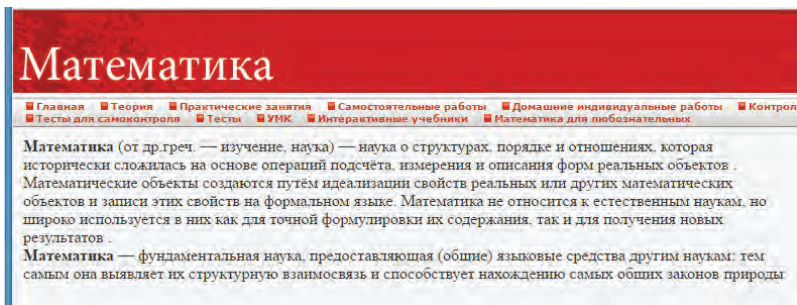 Математика
Главная Теория Практические занятия Самостоятельные работы Домашние индивидуальные работы Контрол
Тесты для самоконтроля Тесты УМК Интерактивные учебники Математика для любознательных
Математика (от др.греч. — изучение, наука) — наука о структурах, порядке и отношениях, которая
исторически сложилась на основе операций подсчёта, измерения и описания форм реальных объектов .
Математические объекты создаются путём идеализации свойств реальных или других математических
объектов и записи этих свойств на формальном языке. Математика не относится к естественным наукам, но
широко используется в них как для точной формулировки их содержания, так и для получения новых
результатов .
Математика — фундаментальная наука, предоставляющая (общие) языковые средства другим наукам; тем
самым она выявляет их структурную взаимосвязь и способствует нахождению самых общих законов природы